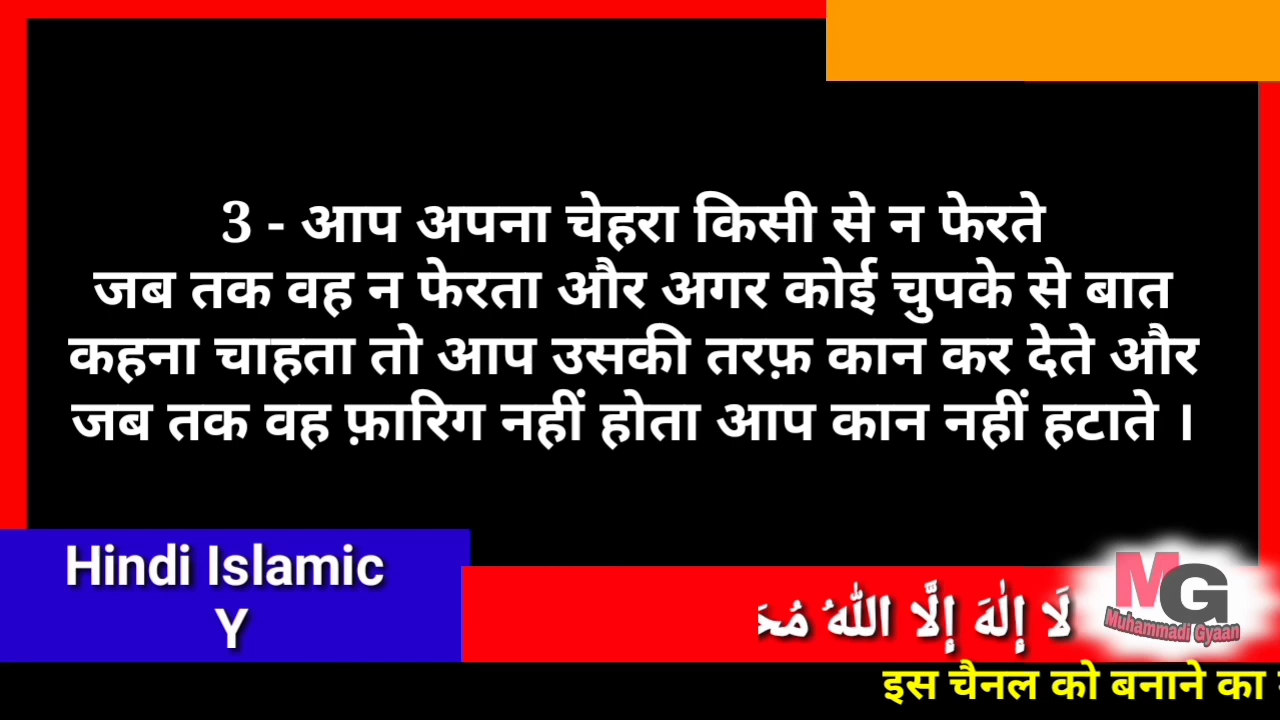 3 - आप अपना चेहरा किसी से न फेरते
जब तक वह न फेरता और अगर कोई चुपके से बात
कहना चाहता तो आप उसकी तरफ़ कान कर देते और
जब तक वह फ़ारिग नहीं होता आप कान नहीं हटाते ।
Hindi Islamic
Y
لَا إِلٰهَ إِلَّا اللهُ
MG
Muhammadi Gyaan
इस चैनल को बनाने का